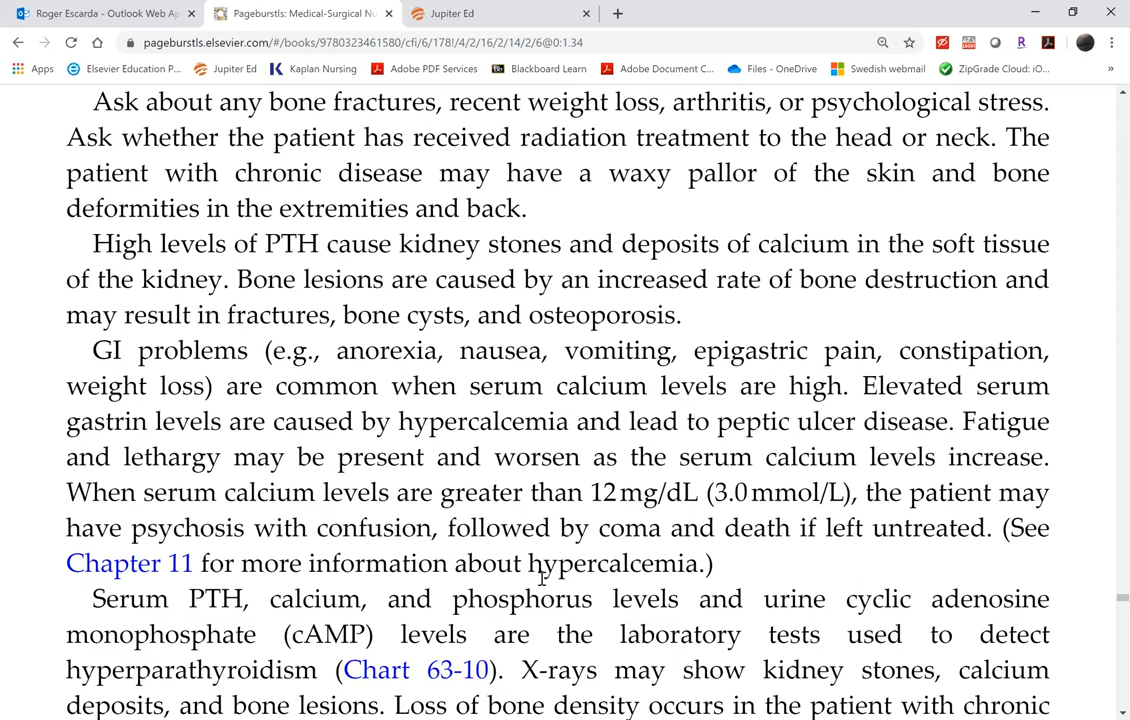 Roger Escarda - Outlook Web Ap
Pageburstls: Medical-Surgical Nu
Jupiter Ed
pageburstls.elsevier.com/#/books/9780323461580/cfi/6/178!/4/2/16/2/14/2/6@0:1.34
Apps
Elsevier Education P...
Jupiter Ed
Kaplan Nursing
Adobe PDF Services
Blackboard Learn
Adobe Document C...
Files - OneDrive
Swedish webmail
ZipGrade Cloud: iO...
»
Ask about any bone fractures, recent weight loss, arthritis, or psychological stress.
Ask whether the patient has received radiation treatment to the head or neck. The
patient with chronic disease may have a waxy pallor of the skin and bone
deformities in the extremities and back.
High levels of PTH cause kidney stones and deposits of calcium in the soft tissue
of the kidney. Bone lesions are caused by an increased rate of bone destruction and
may result in fractures, bone cysts, and osteoporosis.
GI problems (e.g., anorexia, nausea, vomiting, epigastric pain, constipation,
weight loss) are common when serum calcium levels are high. Elevated serum
gastrin levels are caused by hypercalcemia and lead to peptic ulcer disease. Fatigue
and lethargy may be present and worsen as the serum calcium levels increase.
When serum calcium levels are greater than 12 mg/dL (3.0 mmol/L), the patient may
have psychosis with confusion, followed by coma and death if left untreated. (See
Chapter 11 for more information about hypercalcemia.)
Serum PTH, calcium, and phosphorus levels and urine cyclic adenosine
monophosphate (cAMP) levels are the laboratory tests used to detect
hyperparathyroidism (Chart 63-10). X-rays may show kidney stones, calcium
deposits, and bone lesions. Loss of bone density occurs in the patient with chronic